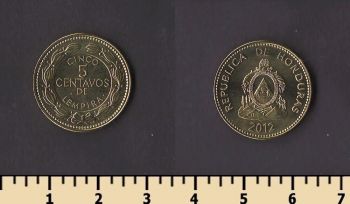 CINCO
5
CENTAVOS
DE
LEMPIRA
REPUBLICA DE HONDURAS
2012
1 2 3 4 5 6 7